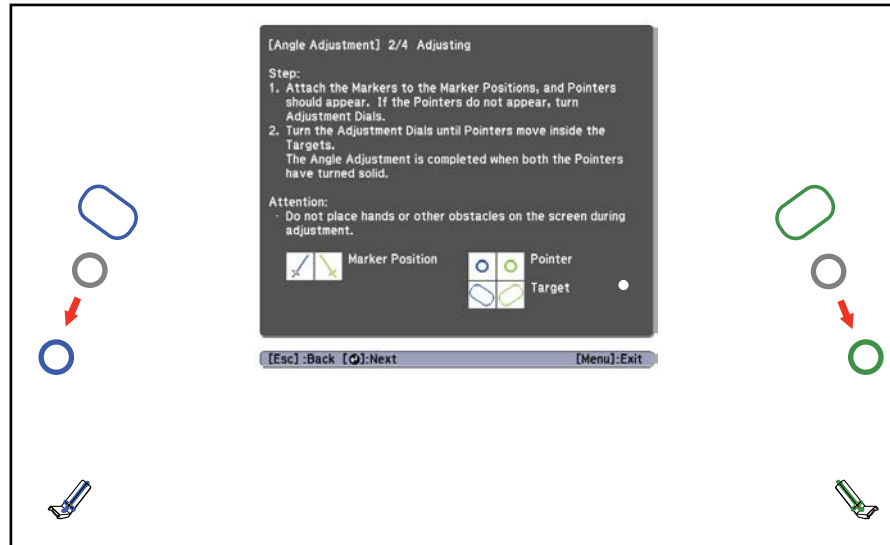 [Angle Adjustment] 2/4 Adjusting
Step:
1. Attach the Markers to the Marker Positions, and Pointers
should appear. If the Pointers do not appear, turn
Adjustment Dials.
2. Turn the Adjustment Dials until Pointers move inside the
Targets.
The Angle Adjustment is completed when both the Pointers
have turned solid.
Attention:
· Do not place hands or other obstacles on the screen during
adjustment.
Marker Position
Pointer
Target
[Esc] :Back [⏎]:Next [Menu]:Exit